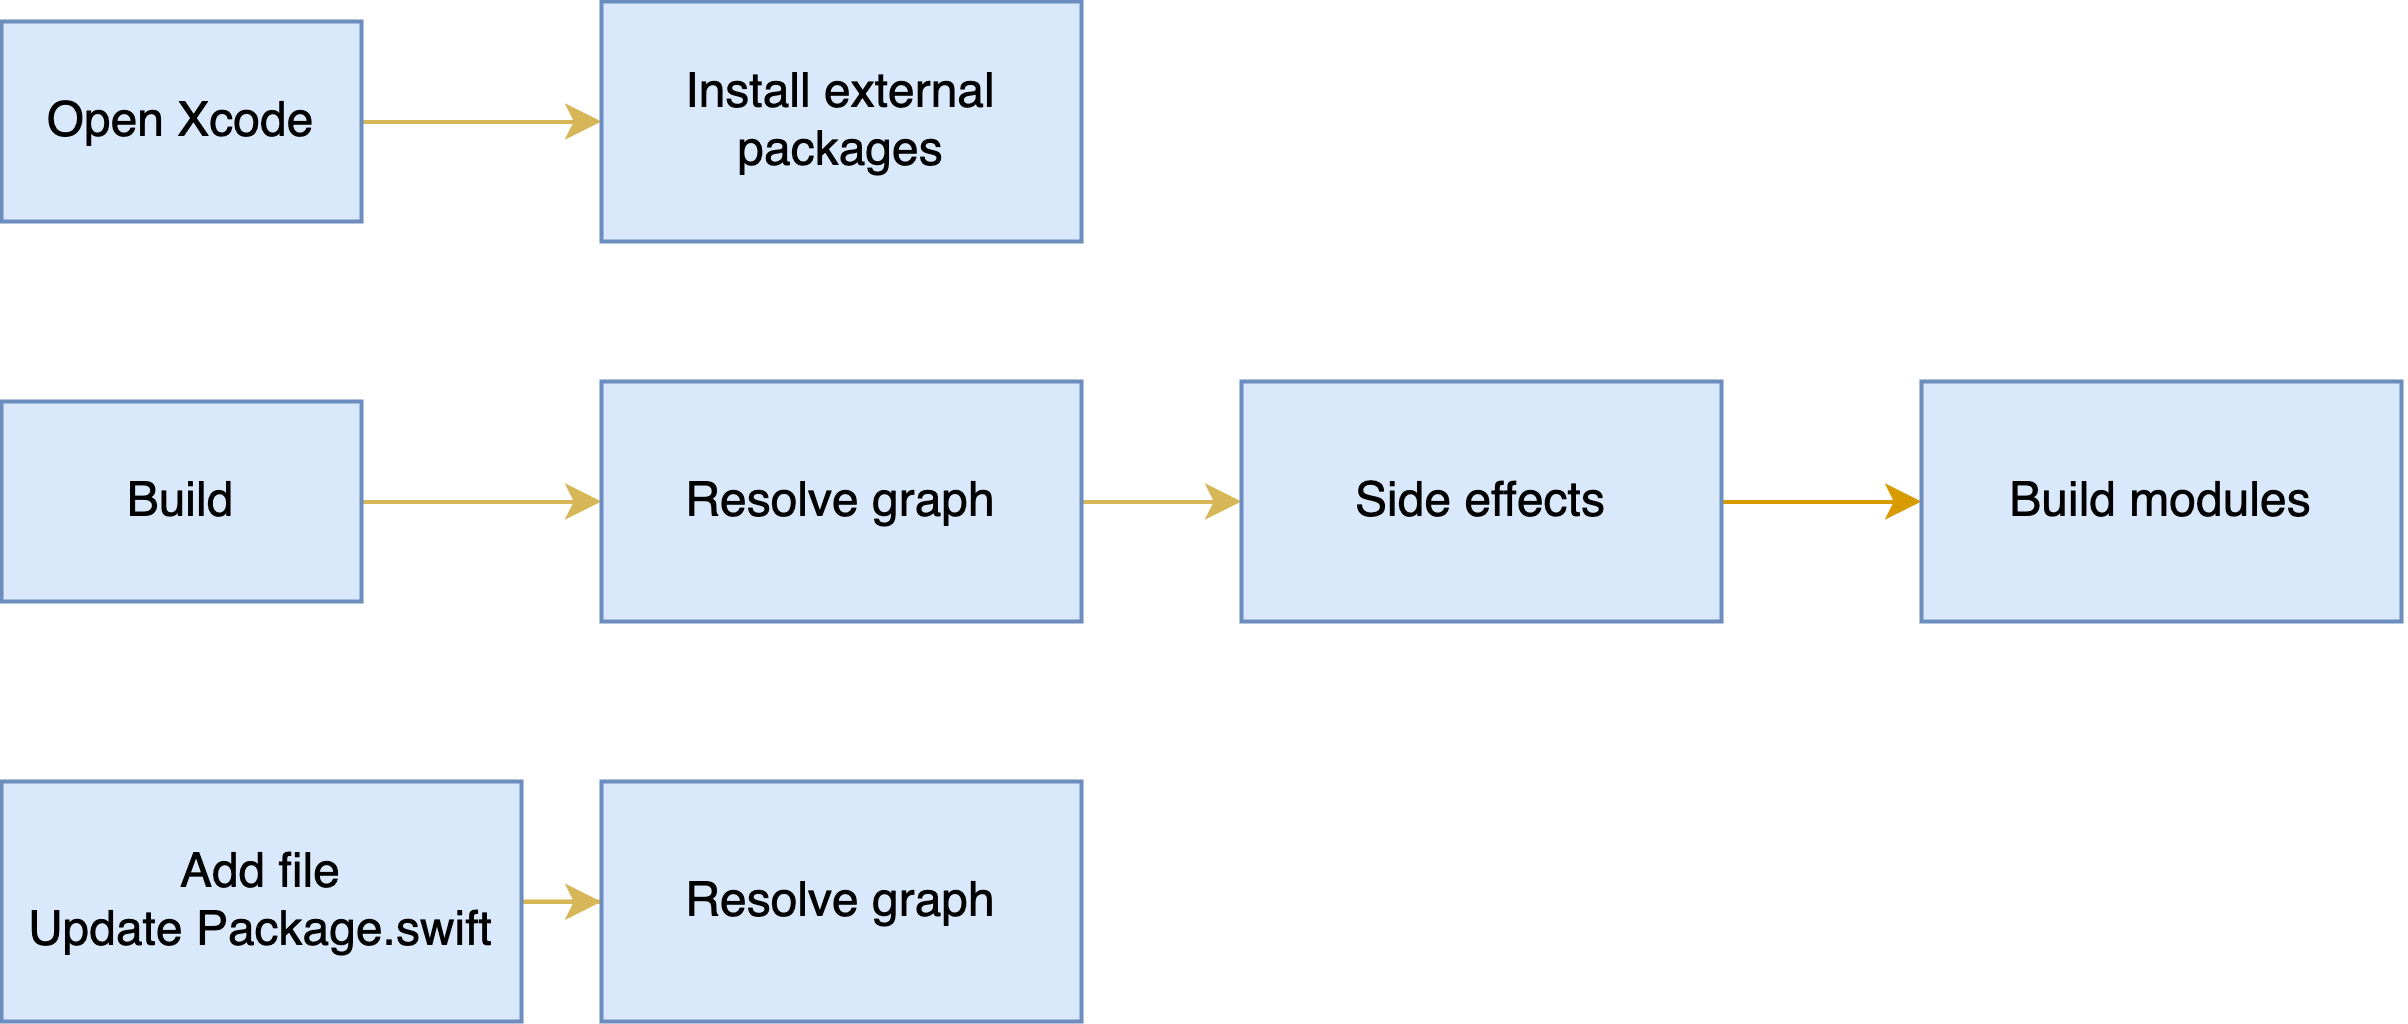 Open Xcode
Install external
packages
Build
Resolve graph
Side effects
Build modules
Add file
Update Package.swift
Resolve graph